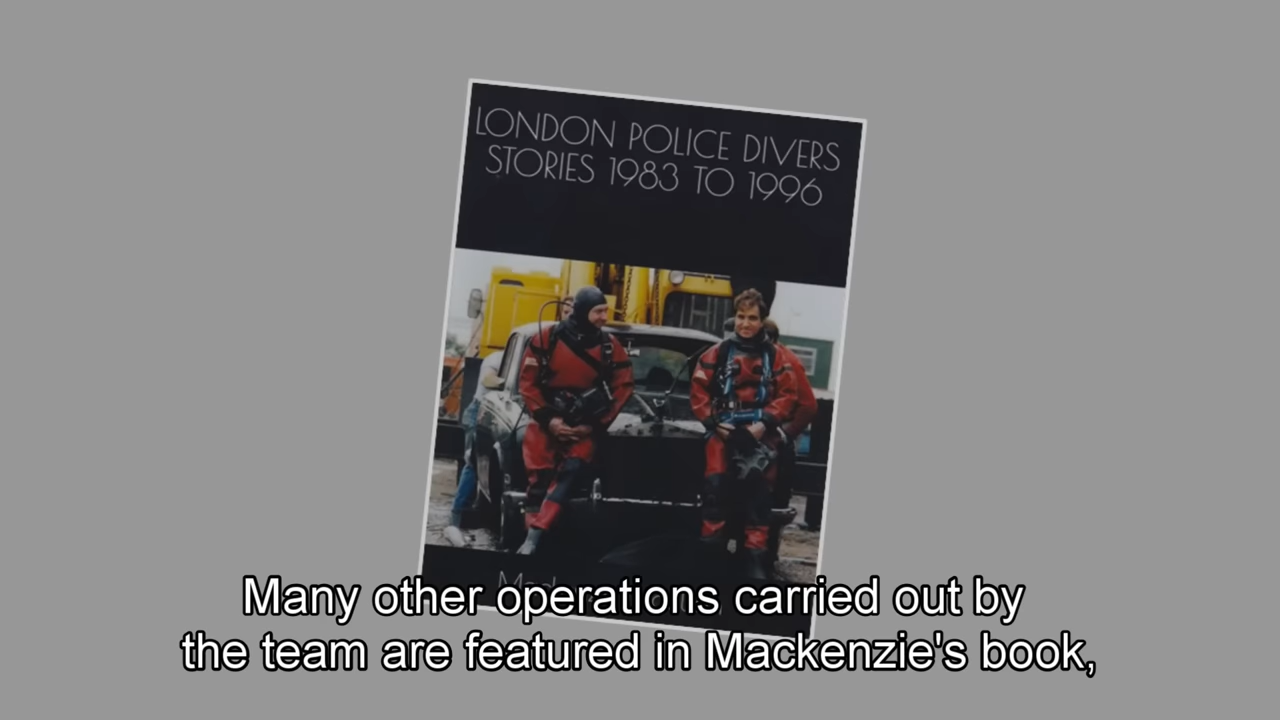 LONDON POLICE DIVERS
STORIES 1983 TO 1996
Many other operations carried out by
the team are featured in Mackenzie's book,